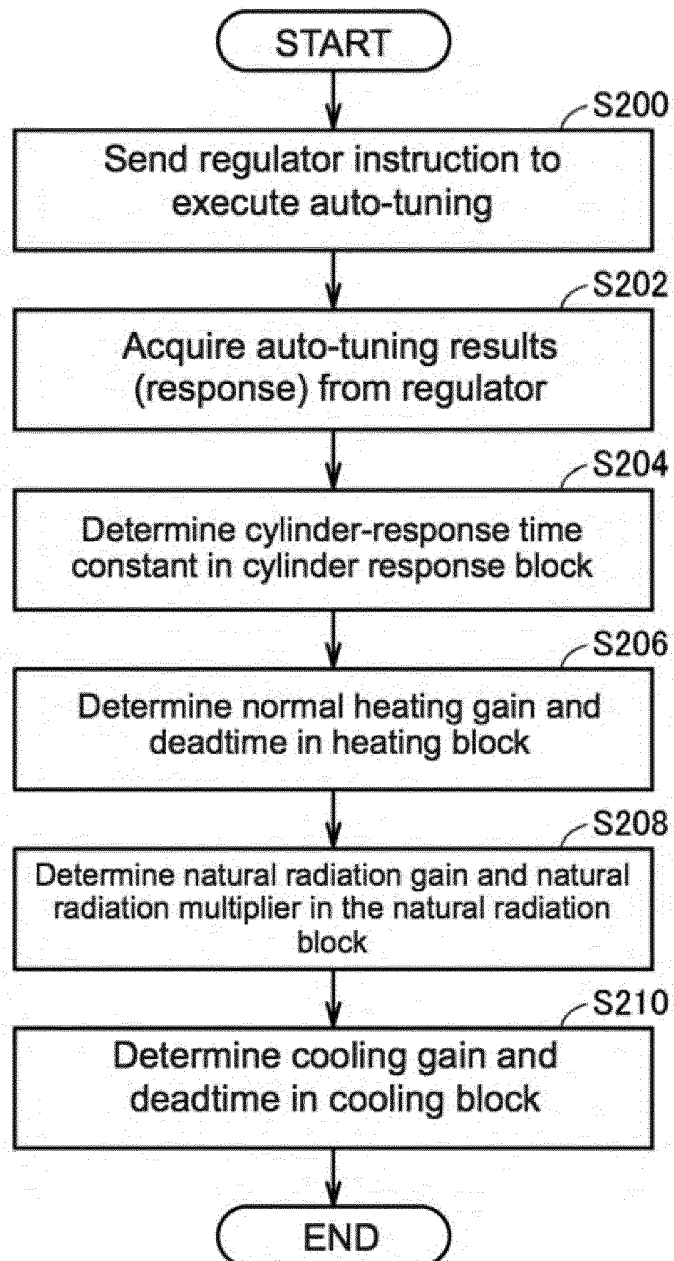 START
S200
Send regulator instruction to
execute auto-tuning
S202
Acquire auto-tuning results
(response) from regulator
S204
Determine cylinder-response time
constant in cylinder response block
S206
Determine normal heating gain and
deadtime in heating block
S208
Determine natural radiation gain and natural
radiation multiplier in the natural radiation
block
S210
Determine cooling gain and
deadtime in cooling block
END